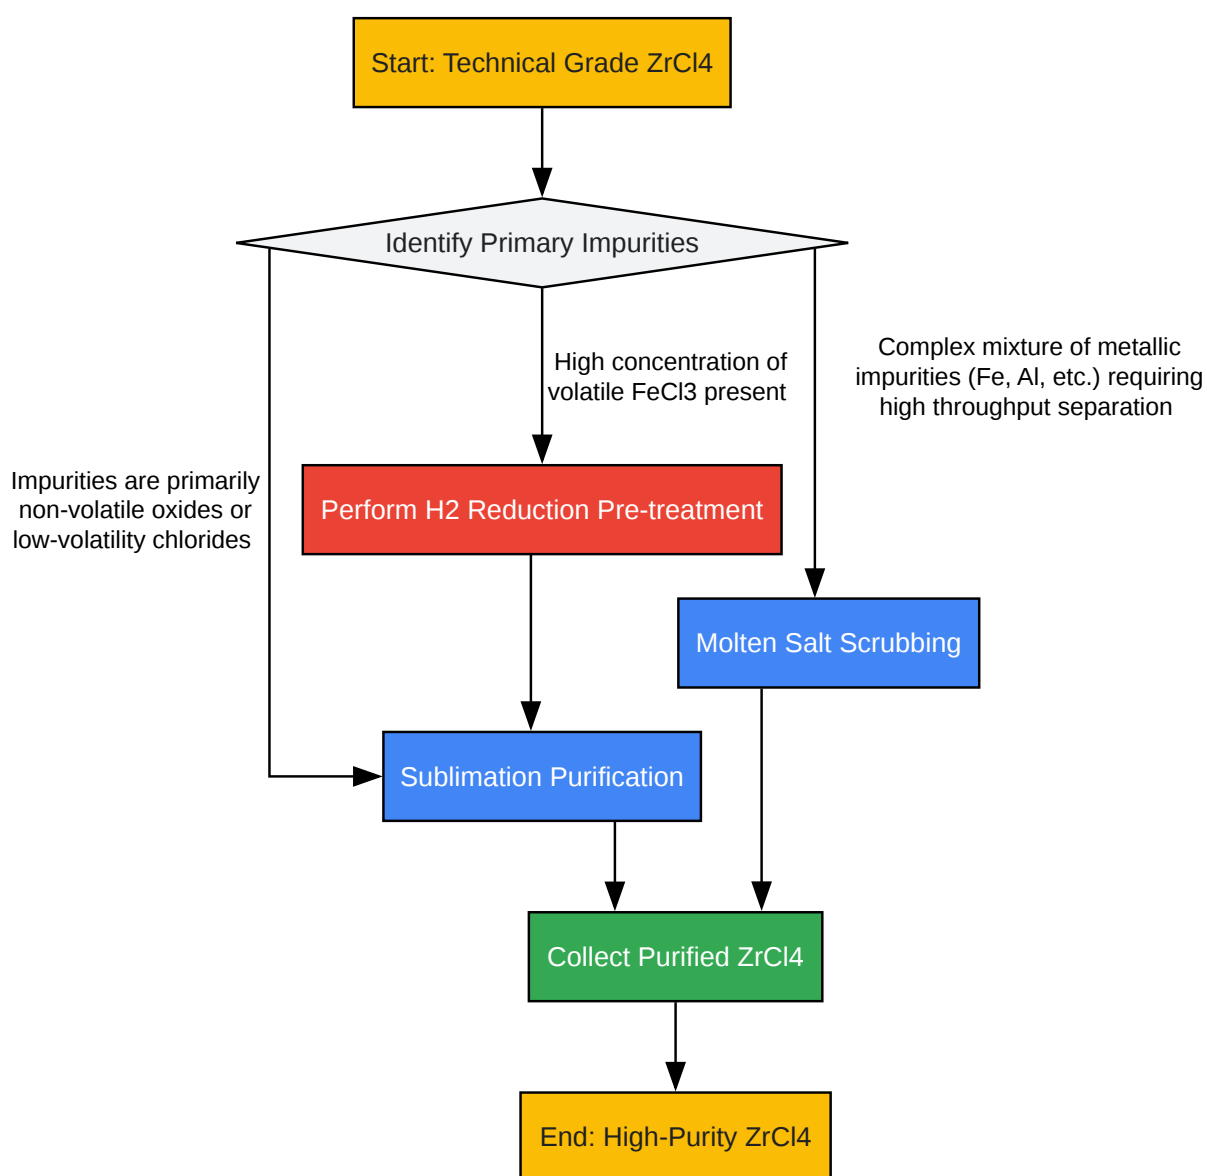 Start: Technical Grade ZrCl4
Identify Primary Impurities
High concentration of
volatile FeCl3 present
Complex mixture of metallic
impurities (Fe, Al, etc.) requiring
high throughput separation
Impurities are primarily
non-volatile oxides or
low-volatility chlorides
Perform H2 Reduction Pre-treatment
Molten Salt Scrubbing
Sublimation Purification
Collect Purified ZrCl4
End: High-Purity ZrCl4